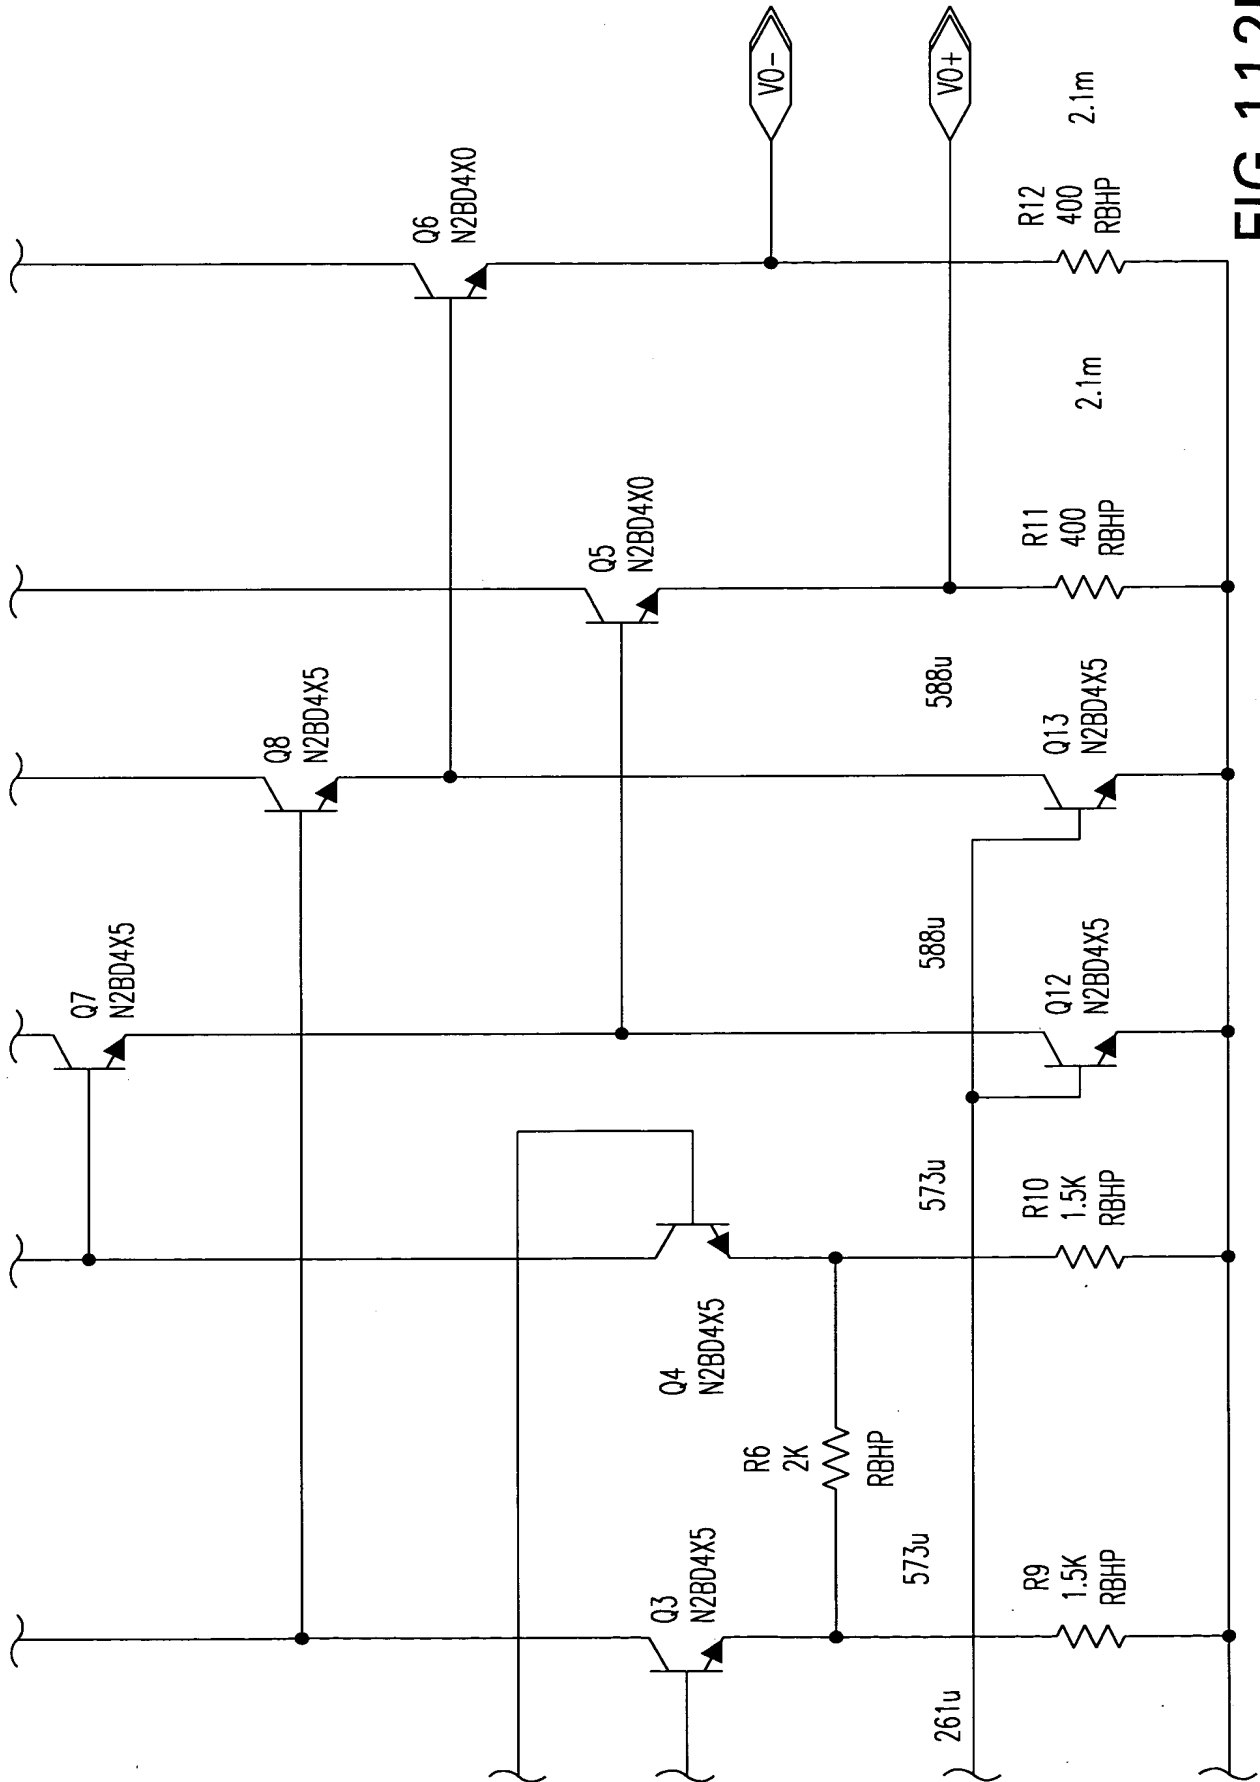 Q7
N2BD4X5
Q8
N2BD4X5
Q6
N2BD4X0
Q5
N2BD4X0
VO-
VO+
Q3
N2BD4X5
Q4
N2BD4X5
R6
2K
RBHP
261u
573u
573u
588u
588u
R9
1.5K
RBHP
R10
1.5K
RBHP
Q12
N2BD4X5
Q13
N2BD4X5
R11
400
RBHP
2.1m
R12
400
RBHP
2.1m